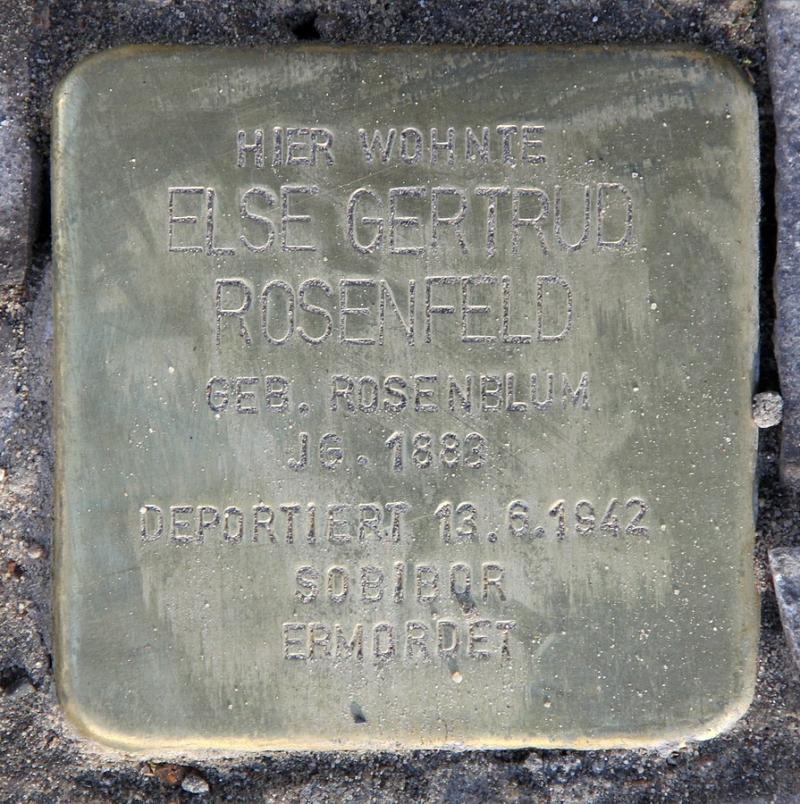 HIER WOHNTE
ELSE GERTRUD
ROSENFELD
GEB. ROSENBLUM
JG. 1883
DEPORTIERT 13.6.1942
SOBIBOR
ERMORDET